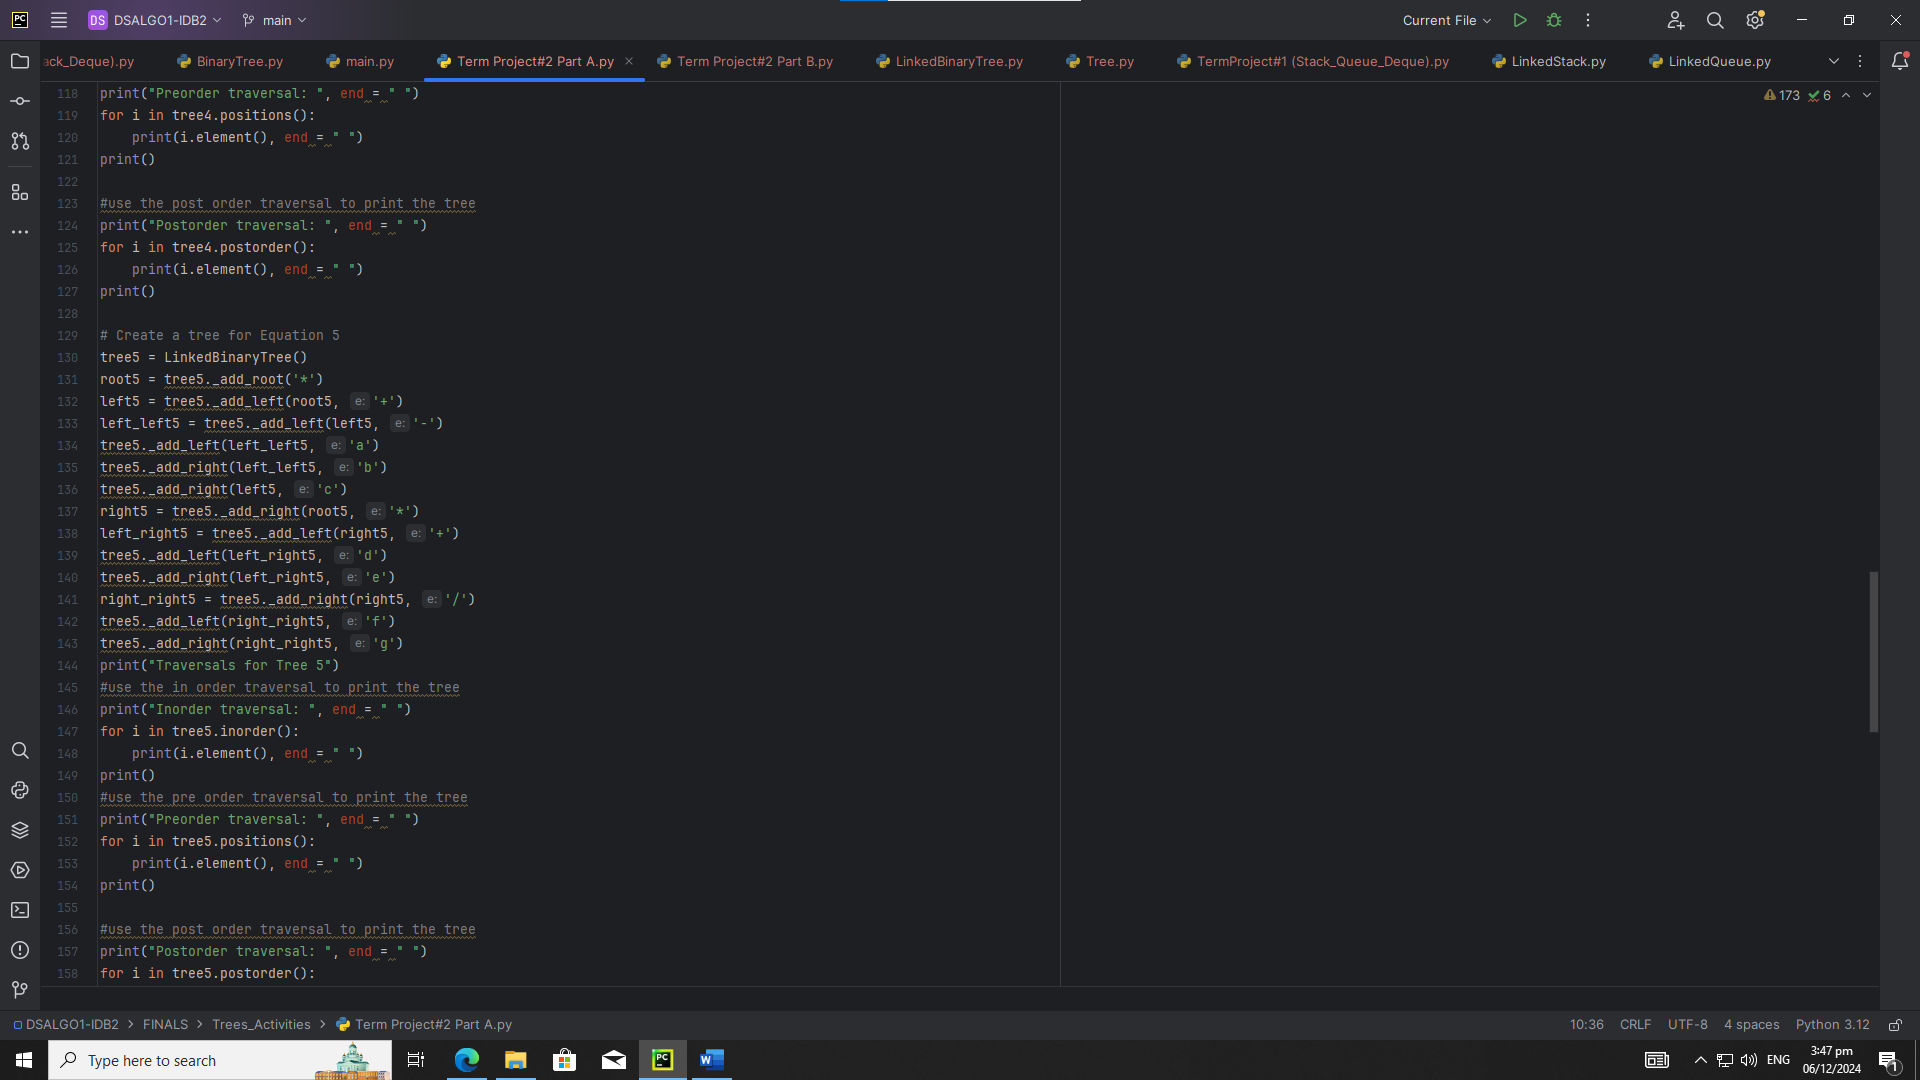 PC DS DSALGO1-IDB2 main Current File
ack_Deque).py BinaryTree.py main.py Term Project#2 Part A.py Term Project#2 Part B.py LinkedBinaryTree.py Tree.py TermProject#1 (Stack_Queue_Deque).py LinkedStack.py LinkedQueue.py
173 6
118 print("Preorder traversal: ", end = " ")
119 for i in tree4.positions():
120     print(i.element(), end = " ")
121 print()
122
123 #use the post order traversal to print the tree
124 print("Postorder traversal: ", end = " ")
125 for i in tree4.postorder():
126     print(i.element(), end = " ")
127 print()
128
129 # Create a tree for Equation 5
130 tree5 = LinkedBinaryTree()
131 root5 = tree5._add_root('*')
132 left5 = tree5._add_left(root5, e: '+')
133 left_left5 = tree5._add_left(left5, e: '-')
134 tree5._add_left(left_left5, e: 'a')
135 tree5._add_right(left_left5, e: 'b')
136 tree5._add_right(left5, e: 'c')
137 right5 = tree5._add_right(root5, e: '*')
138 left_right5 = tree5._add_left(right5, e: '+')
139 tree5._add_left(left_right5, e: 'd')
140 tree5._add_right(left_right5, e: 'e')
141 right_right5 = tree5._add_right(right5, e: '/')
142 tree5._add_left(right_right5, e: 'f')
143 tree5._add_right(right_right5, e: 'g')
144 print("Traversals for Tree 5")
145 #use the in order traversal to print the tree
146 print("Inorder traversal: ", end = " ")
147 for i in tree5.inorder():
148     print(i.element(), end = " ")
149 print()
150 #use the pre order traversal to print the tree
151 print("Preorder traversal: ", end = " ")
152 for i in tree5.positions():
153     print(i.element(), end = " ")
154 print()
155
156 #use the post order traversal to print the tree
157 print("Postorder traversal: ", end = " ")
158 for i in tree5.postorder():
DSALGO1-IDB2 > FINALS > Trees_Activities > Term Project#2 Part A.py 10:36 CRLF UTF-8 4 spaces Python 3.12
Type here to search PC W ENG 3:47 pm
06/12/2024 1